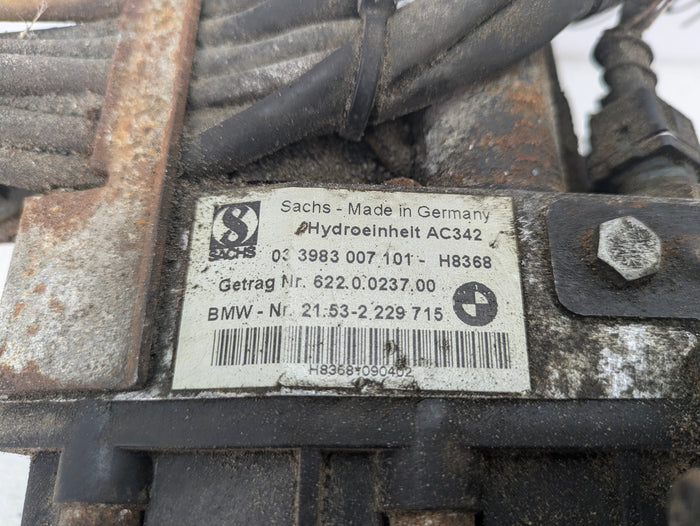 S
SACHS
Sachs - Made in Germany
Hydroeinheit AC342
03 3983 007 101 - H8368
Getrag Nr. 622.0.0237.00
BMW - Nr. 21.53-2 229 715
H8368*090402